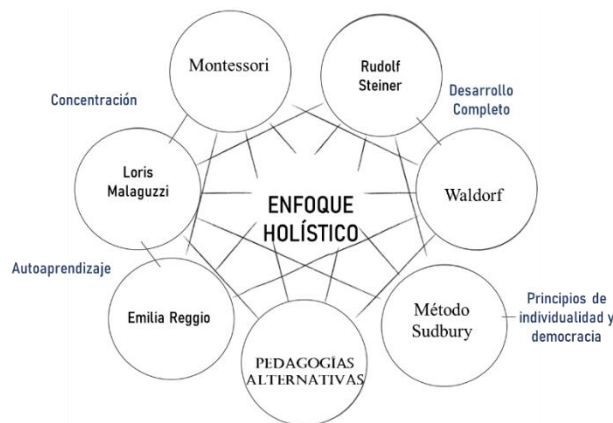 Montessori
Rudolf
Steiner
Concentración
Desarrollo
Completo
Loris
Malaguzzi
ENFOQUE
HOLÍSTICO
Waldorf
Autoaprendizaje
Emilia Reggio
Método
Sudbury
Principios de
individualidad y
democracia
PEDAGOGÍAS
ALTERNATIVAS